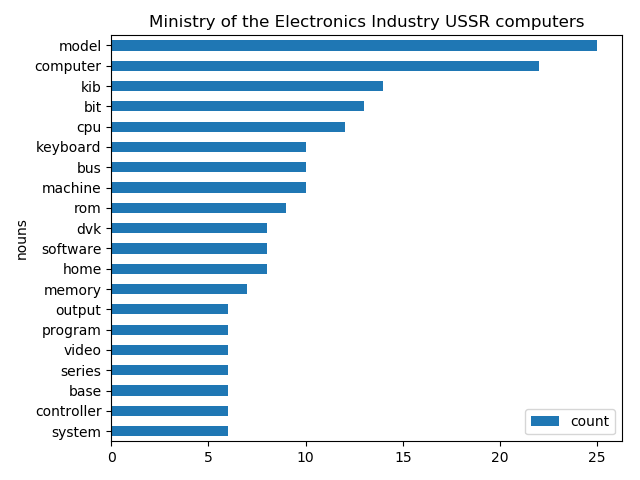 Ministry of the Electronics Industry USSR computers
model
computer
kib
bit
cpu
keyboard
bus
machine
rom
dvk
software
home
memory
output
program
video
series
base
controller
system
nouns
count
0 5 10 15 20 25